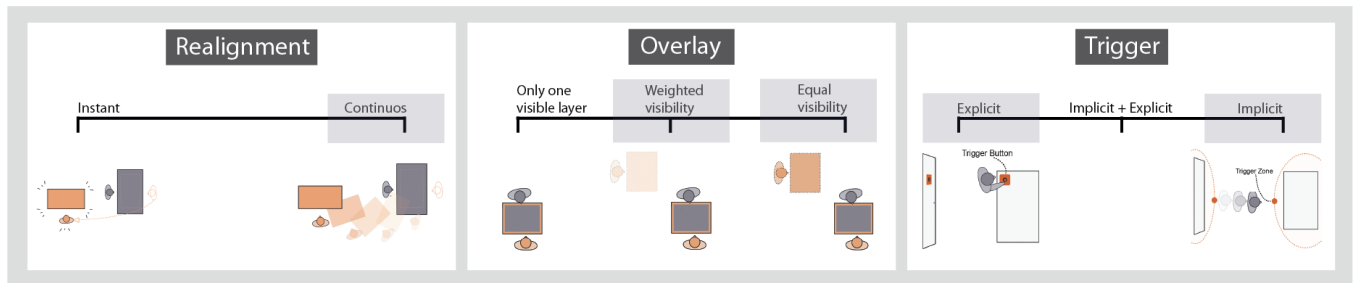 Realignment
Instant
Continuos
Overlay
Only one
visible layer
Weighted
visibility
Equal
visibility
Trigger
Explicit
Implicit + Explicit
Implicit
Trigger Button
Trigger Zone